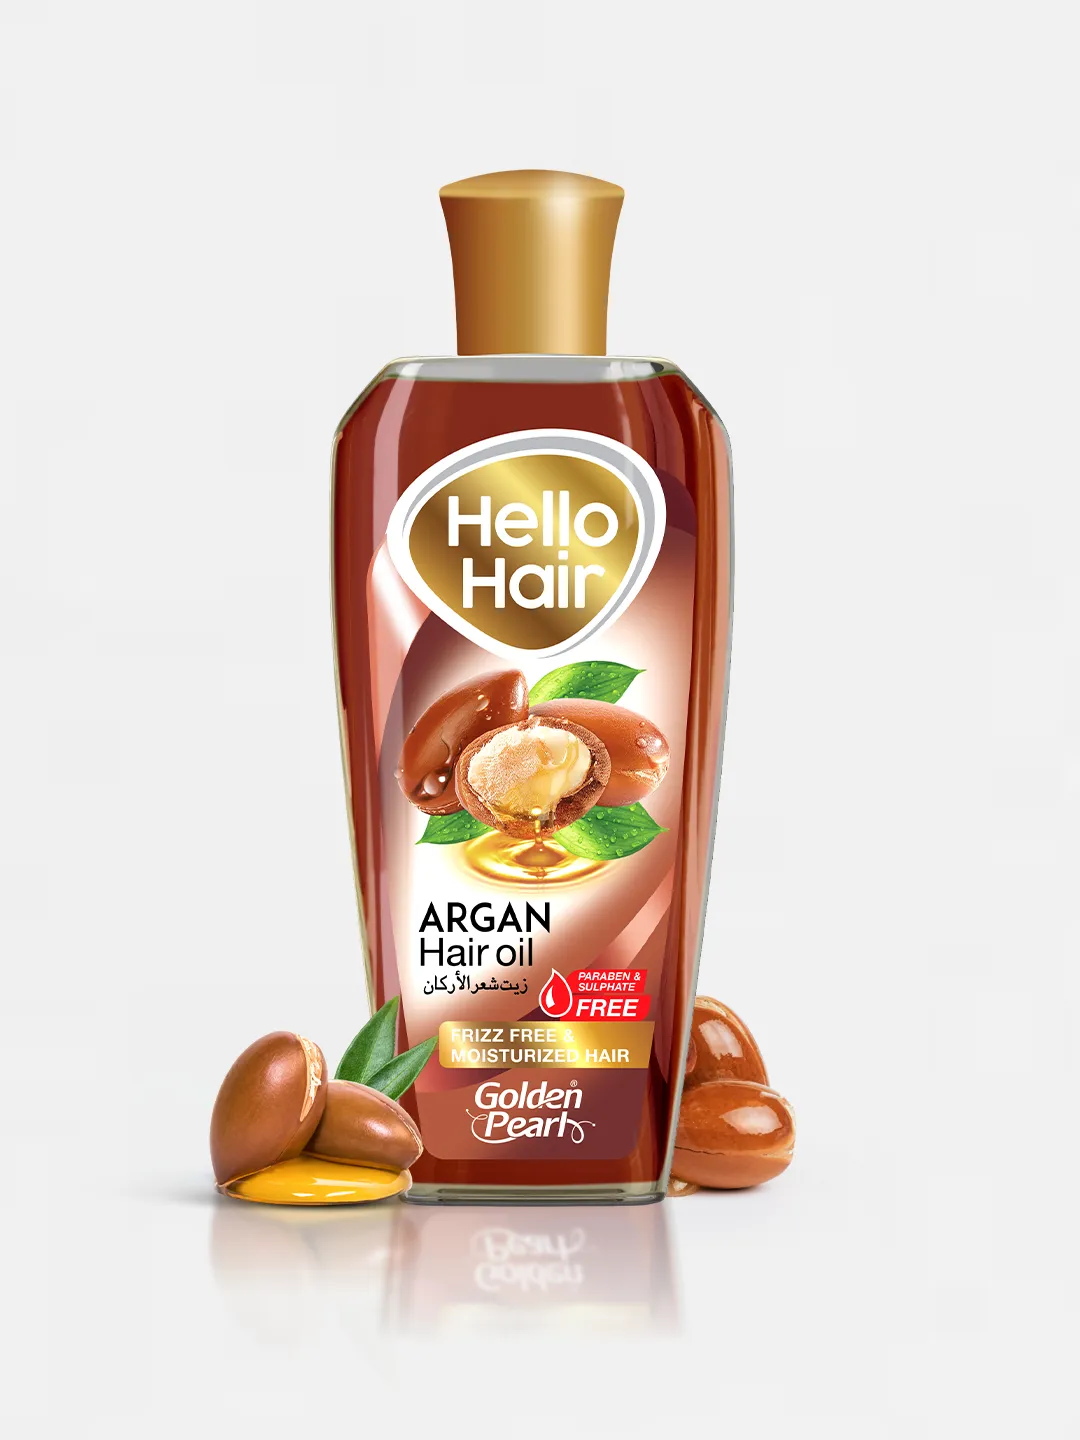 Hello
Hair
ARGAN
Hair oil
زيت شعر الأركان
PARABEN &
SULPHATE
FREE
FRIZZ FREE &
MOISTURIZED HAIR
Golden®
Pearl